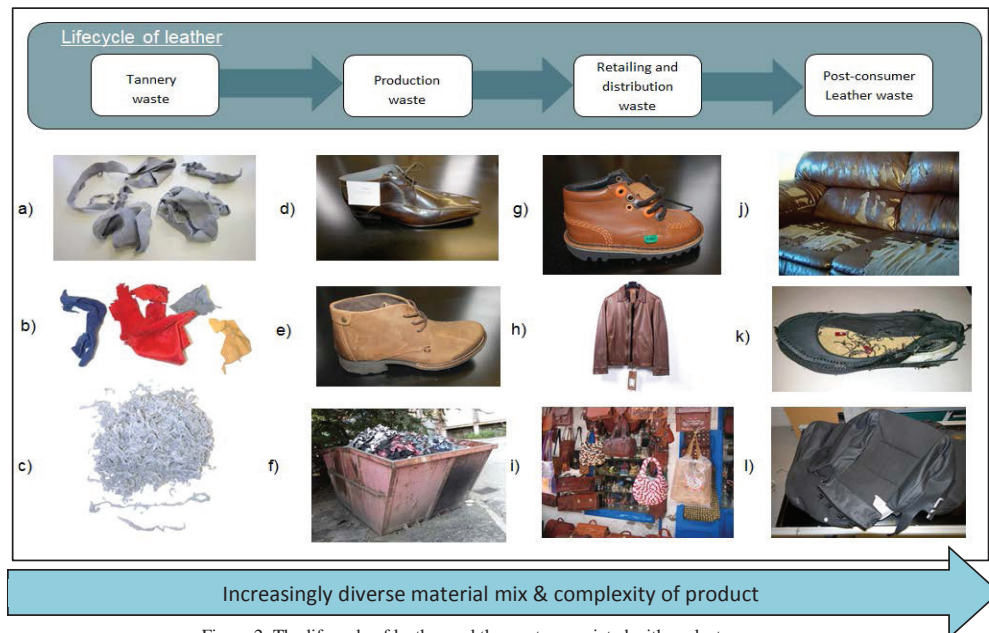 Lifecycle of leather
Tannery
waste
Production
waste
Retailing and
distribution
waste
Post-consumer
Leather waste
a)
d)
g)
j)
b)
e)
h)
k)
c)
f)
i)
l)
Increasingly diverse material mix & complexity of product